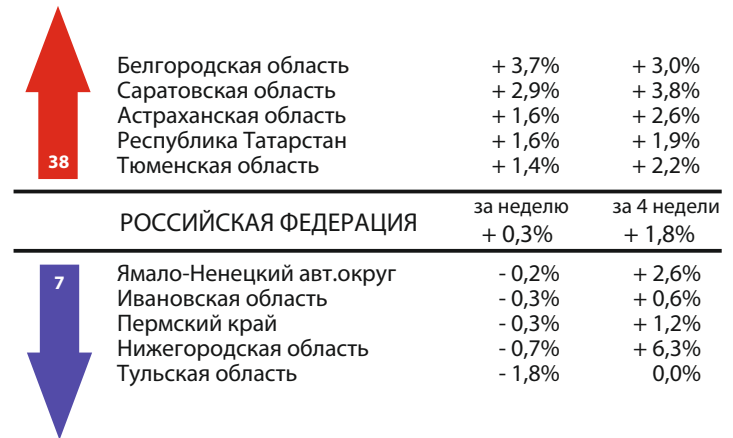 Белгородская область + 3,7% + 3,0%
Саратовская область + 2,9% + 3,8%
Астраханская область + 1,6% + 2,6%
Республика Татарстан + 1,6% + 1,9%
38 Тюменская область + 1,4% + 2,2%
за неделю за 4 недели
РОССИЙСКАЯ ФЕДЕРАЦИЯ + 0,3% + 1,8%
7 Ямало-Ненецкий авт.округ - 0,2% + 2,6%
Ивановская область - 0,3% + 0,6%
Пермский край - 0,3% + 1,2%
Нижегородская область - 0,7% + 6,3%
Тульская область - 1,8% 0,0%